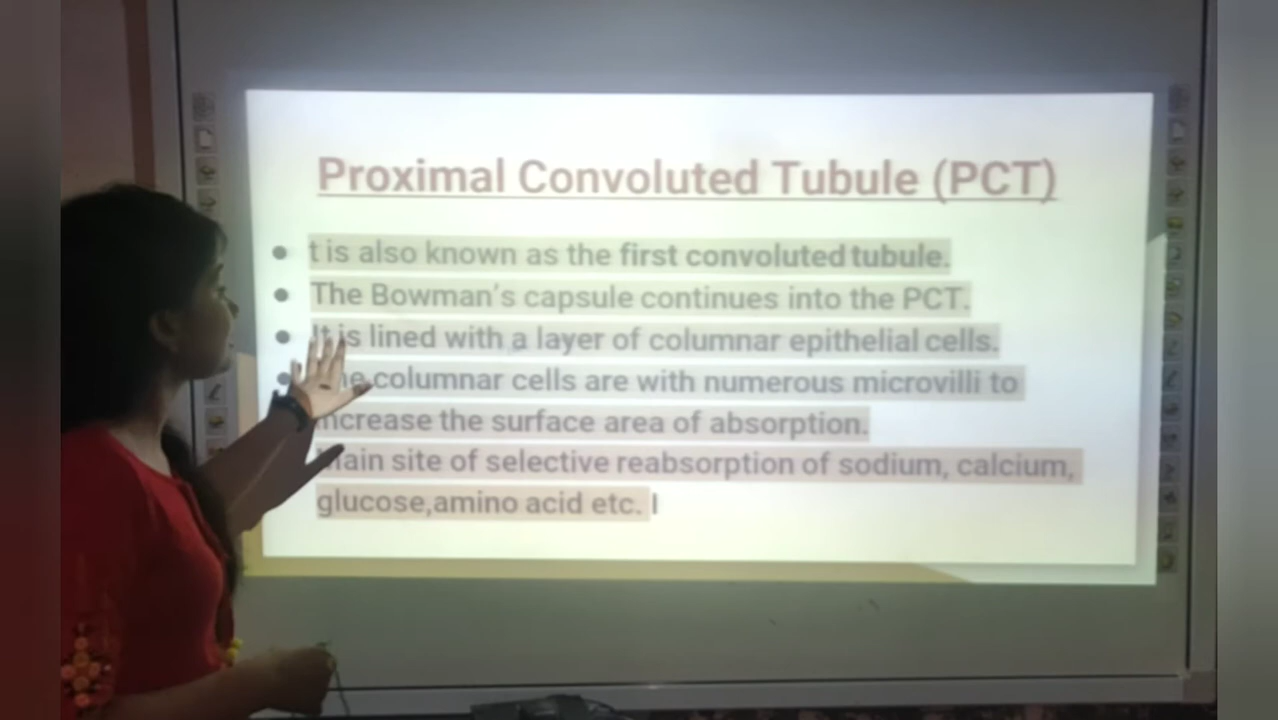 Proximal Convoluted Tubule (PCT)
t is also known as the first convoluted tubule.
The Bowman's capsule continues into the PCT.
It is lined with a layer of columnar epithelial cells.
columnar cells are with numerous microvilli to
increase the surface area of absorption.
Main site of selective reabsorption of sodium, calcium,
glucose,amino acid etc.